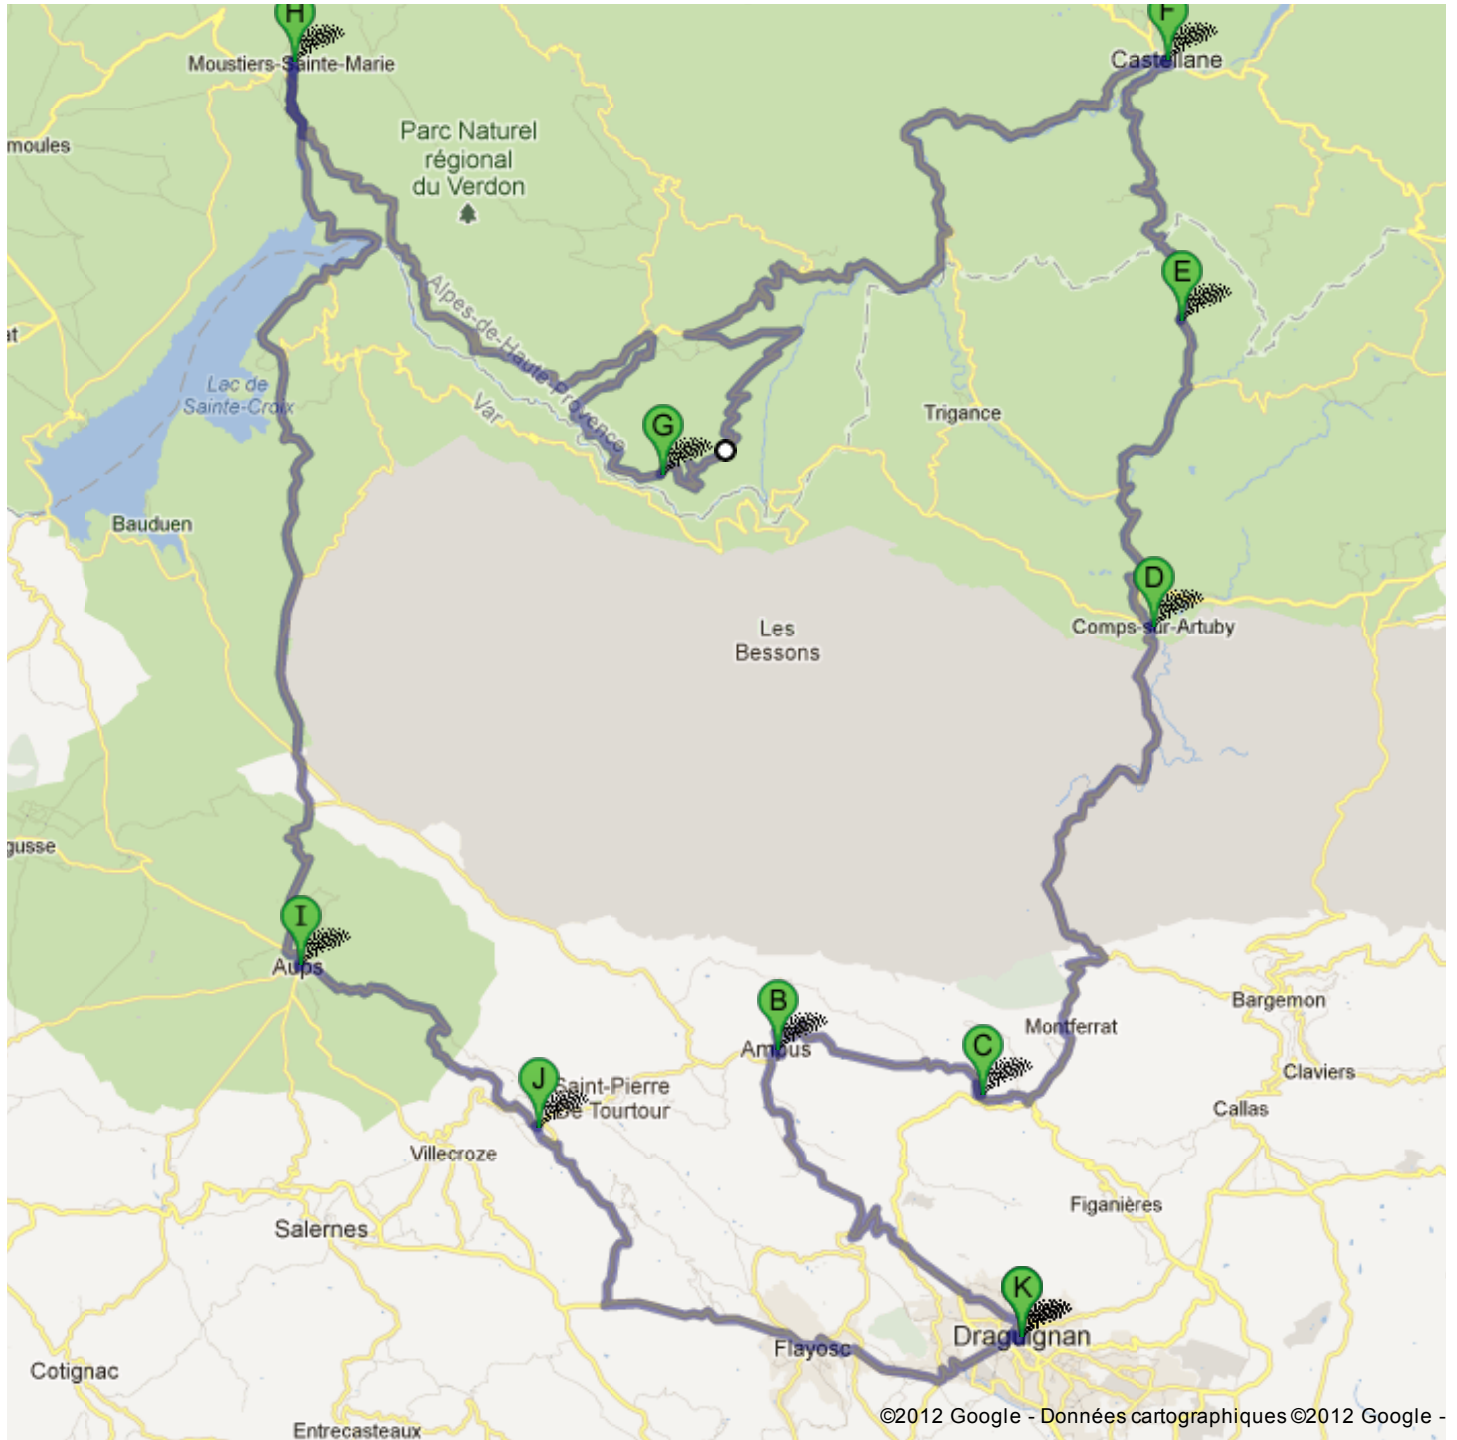 H
F
Moustiers-Sainte-Marie
Castellane
Parc Naturel
régional
du Verdon
moules
E
Alpes-de-Haute-Provence
at
Lac de
Sainte-Croix
Var
Trigance
G
Bauduen
D
Comps-sur-Artuby
Les
Bessons
gusse
I
Aups
B
Ampus
C
Montferrat
Bargemon
Claviers
J
Saint-Pierre
De Tourtour
Callas
Villecroze
Figanières
Salernes
K
Draguignan
Flayosc
Cotignac
Entrecasteaux
©2012 Google - Données cartographiques ©2012 Google -